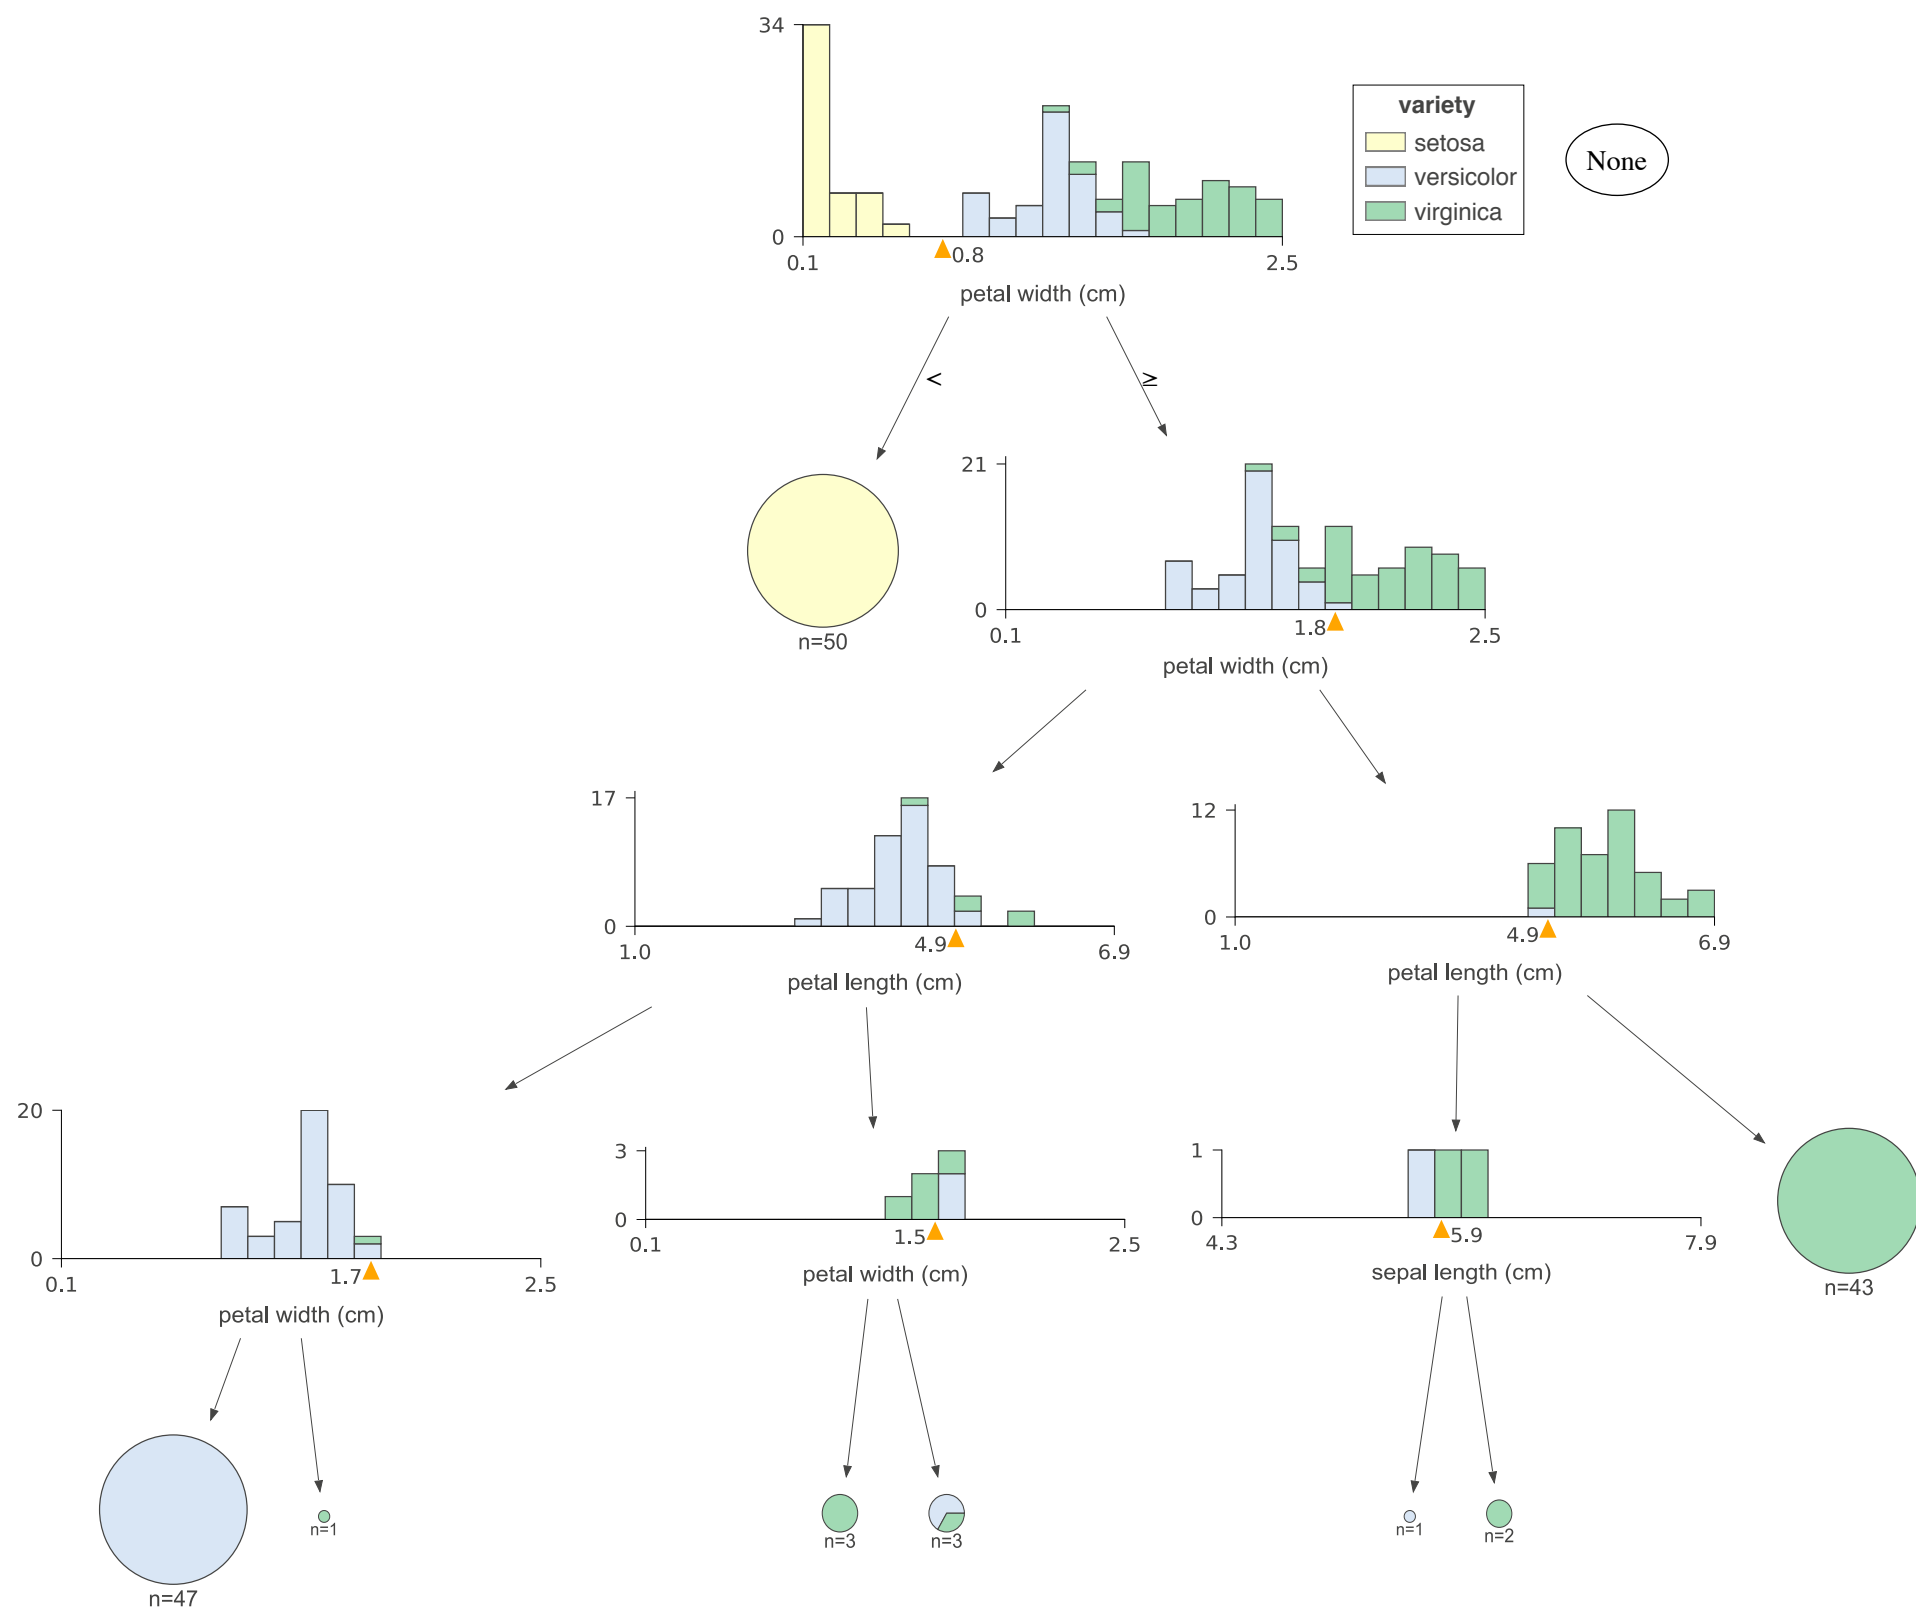 34
0
0.1
0.8
2.5
petal width (cm)
variety
setosa
versicolor
virginica
None
<
≥
n=50
21
0
0.1
1.8
2.5
petal width (cm)
17
0
1.0
4.9
6.9
petal length (cm)
12
0
1.0
4.9
6.9
petal length (cm)
20
0
0.1
1.7
2.5
petal width (cm)
3
0
0.1
1.5
2.5
petal width (cm)
1
0
4.3
5.9
7.9
sepal length (cm)
n=43
n=47
n=1
n=3
n=3
n=1
n=2